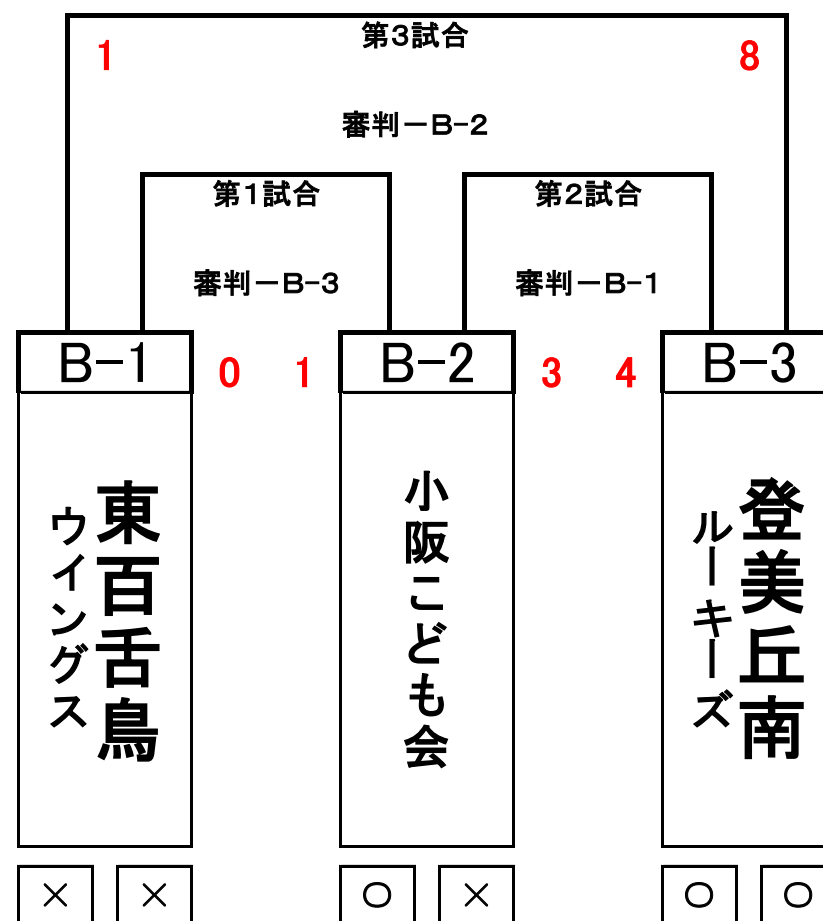 第3試合
1 8
審判－B-2
第1試合 第2試合
審判－B-3 審判－B-1
B-1 0 1 B-2 3 4 B-3
東百舌鳥
ウイングス
小阪こども会
登美丘南
ルーキーズ
× × ○ × ○ ○